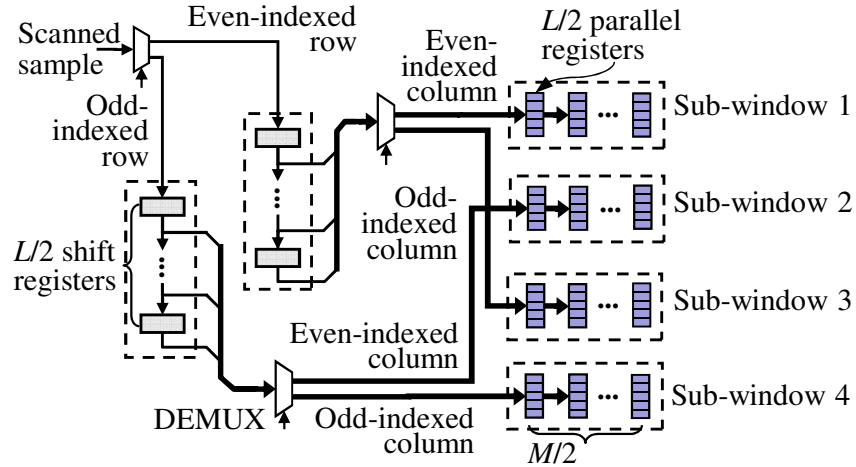 Even-indexed
row
Scanned
sample
Odd-
indexed
row
Even-
indexed
column
L/2 parallel
registers
Sub-window 1
Odd-
indexed
column
Sub-window 2
L/2 shift
registers
Sub-window 3
Even-indexed
column
DEMUX
Odd-indexed
column
Sub-window 4
M/2